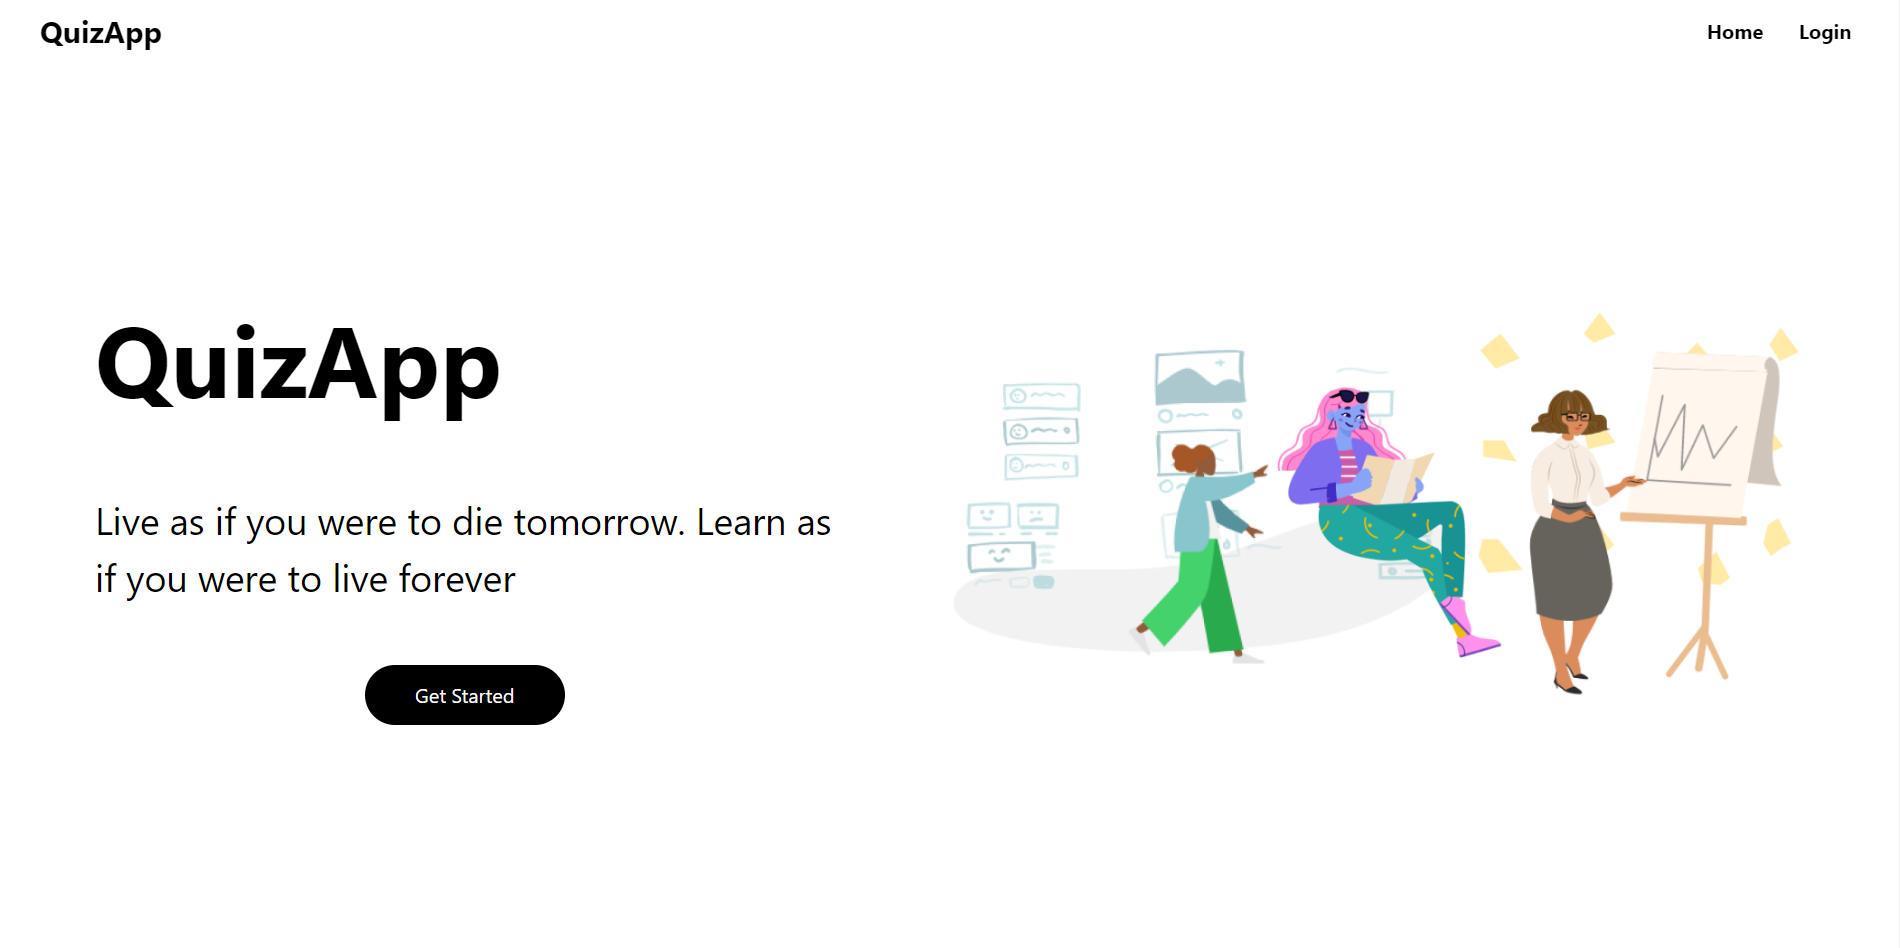 QuizApp
Home
Login
QuizApp
Live as if you were to die tomorrow. Learn as
if you were to live forever
Get Started